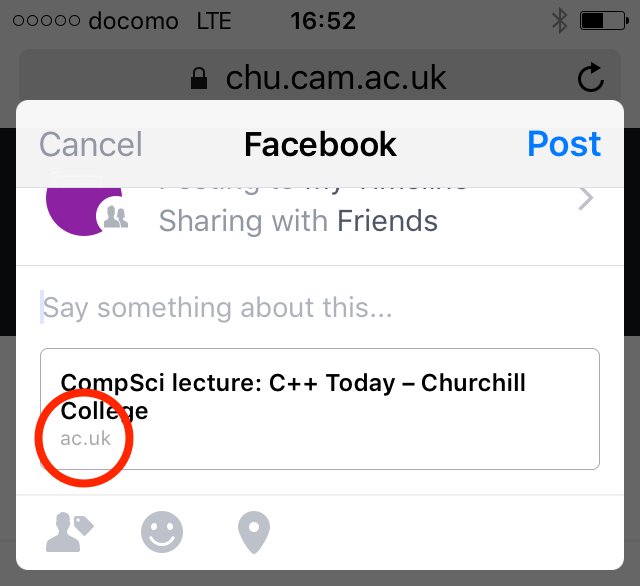 docomo LTE 16:52
chu.cam.ac.uk
Cancel Facebook Post
Posting to my Timeline
Sharing with Friends
Say something about this...
CompSci lecture: C++ Today – Churchill
College
ac.uk